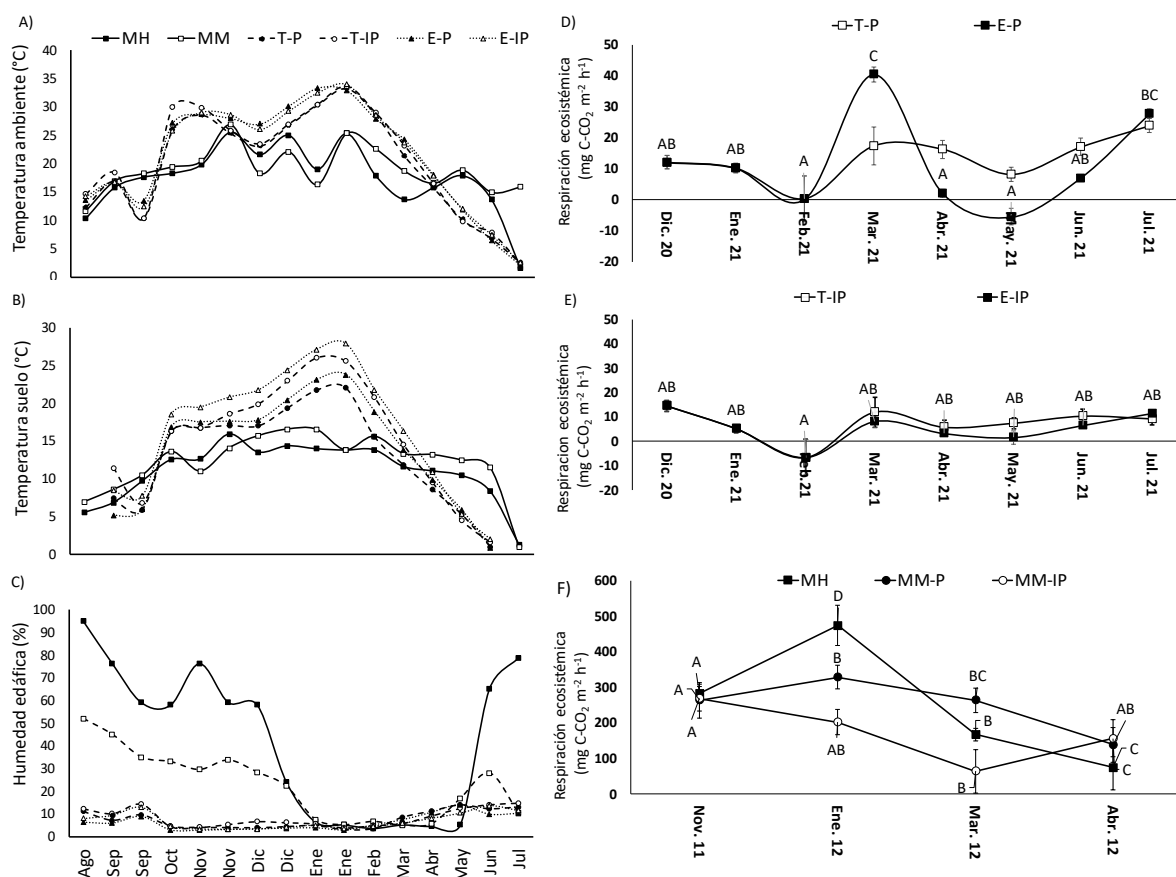 A)
MH MM T-P T-IP E-P E-IP
Temperatura ambiente (°C)
40
35
30
25
20
15
10
5
0
B)
Temperatura suelo (°C)
30
25
20
15
10
5
0
C)
Humedad edáfica (%)
100
90
80
70
60
50
40
30
20
10
0
Ago Sep Sep Oct Nov Nov Dic Dic Ene Ene Feb Mar Abr May Jun Jul
D)
T-P E-P
Respiración ecosistémica
(mg C-CO₂ m⁻² h⁻¹)
50
40
30
20
10
0
-10
-20
AB AB A C A A AB BC
Dic. 20 Ene. 21 Feb.21 Mar. 21 Abr. 21 May. 21 Jun. 21 Jul. 21
E)
T-IP E-IP
Respiracion ecosistémica
(mg C-CO₂ m⁻² h⁻¹)
50
40
30
20
10
0
-10
-20
AB AB A AB AB AB AB AB
Dic. 20 Ene. 21 Feb.21 Mar. 21 Abr. 21 May. 21 Jun. 21 Jul. 21
F)
MH MM-P MM-IP
Respiración ecosistémica
(mg C-CO₂ m⁻² h⁻¹)
600
500
400
300
200
100
0
A A A
D B AB
BC B B
AB C C
Nov. 11 Ene. 12 Mar. 12 Abr. 12